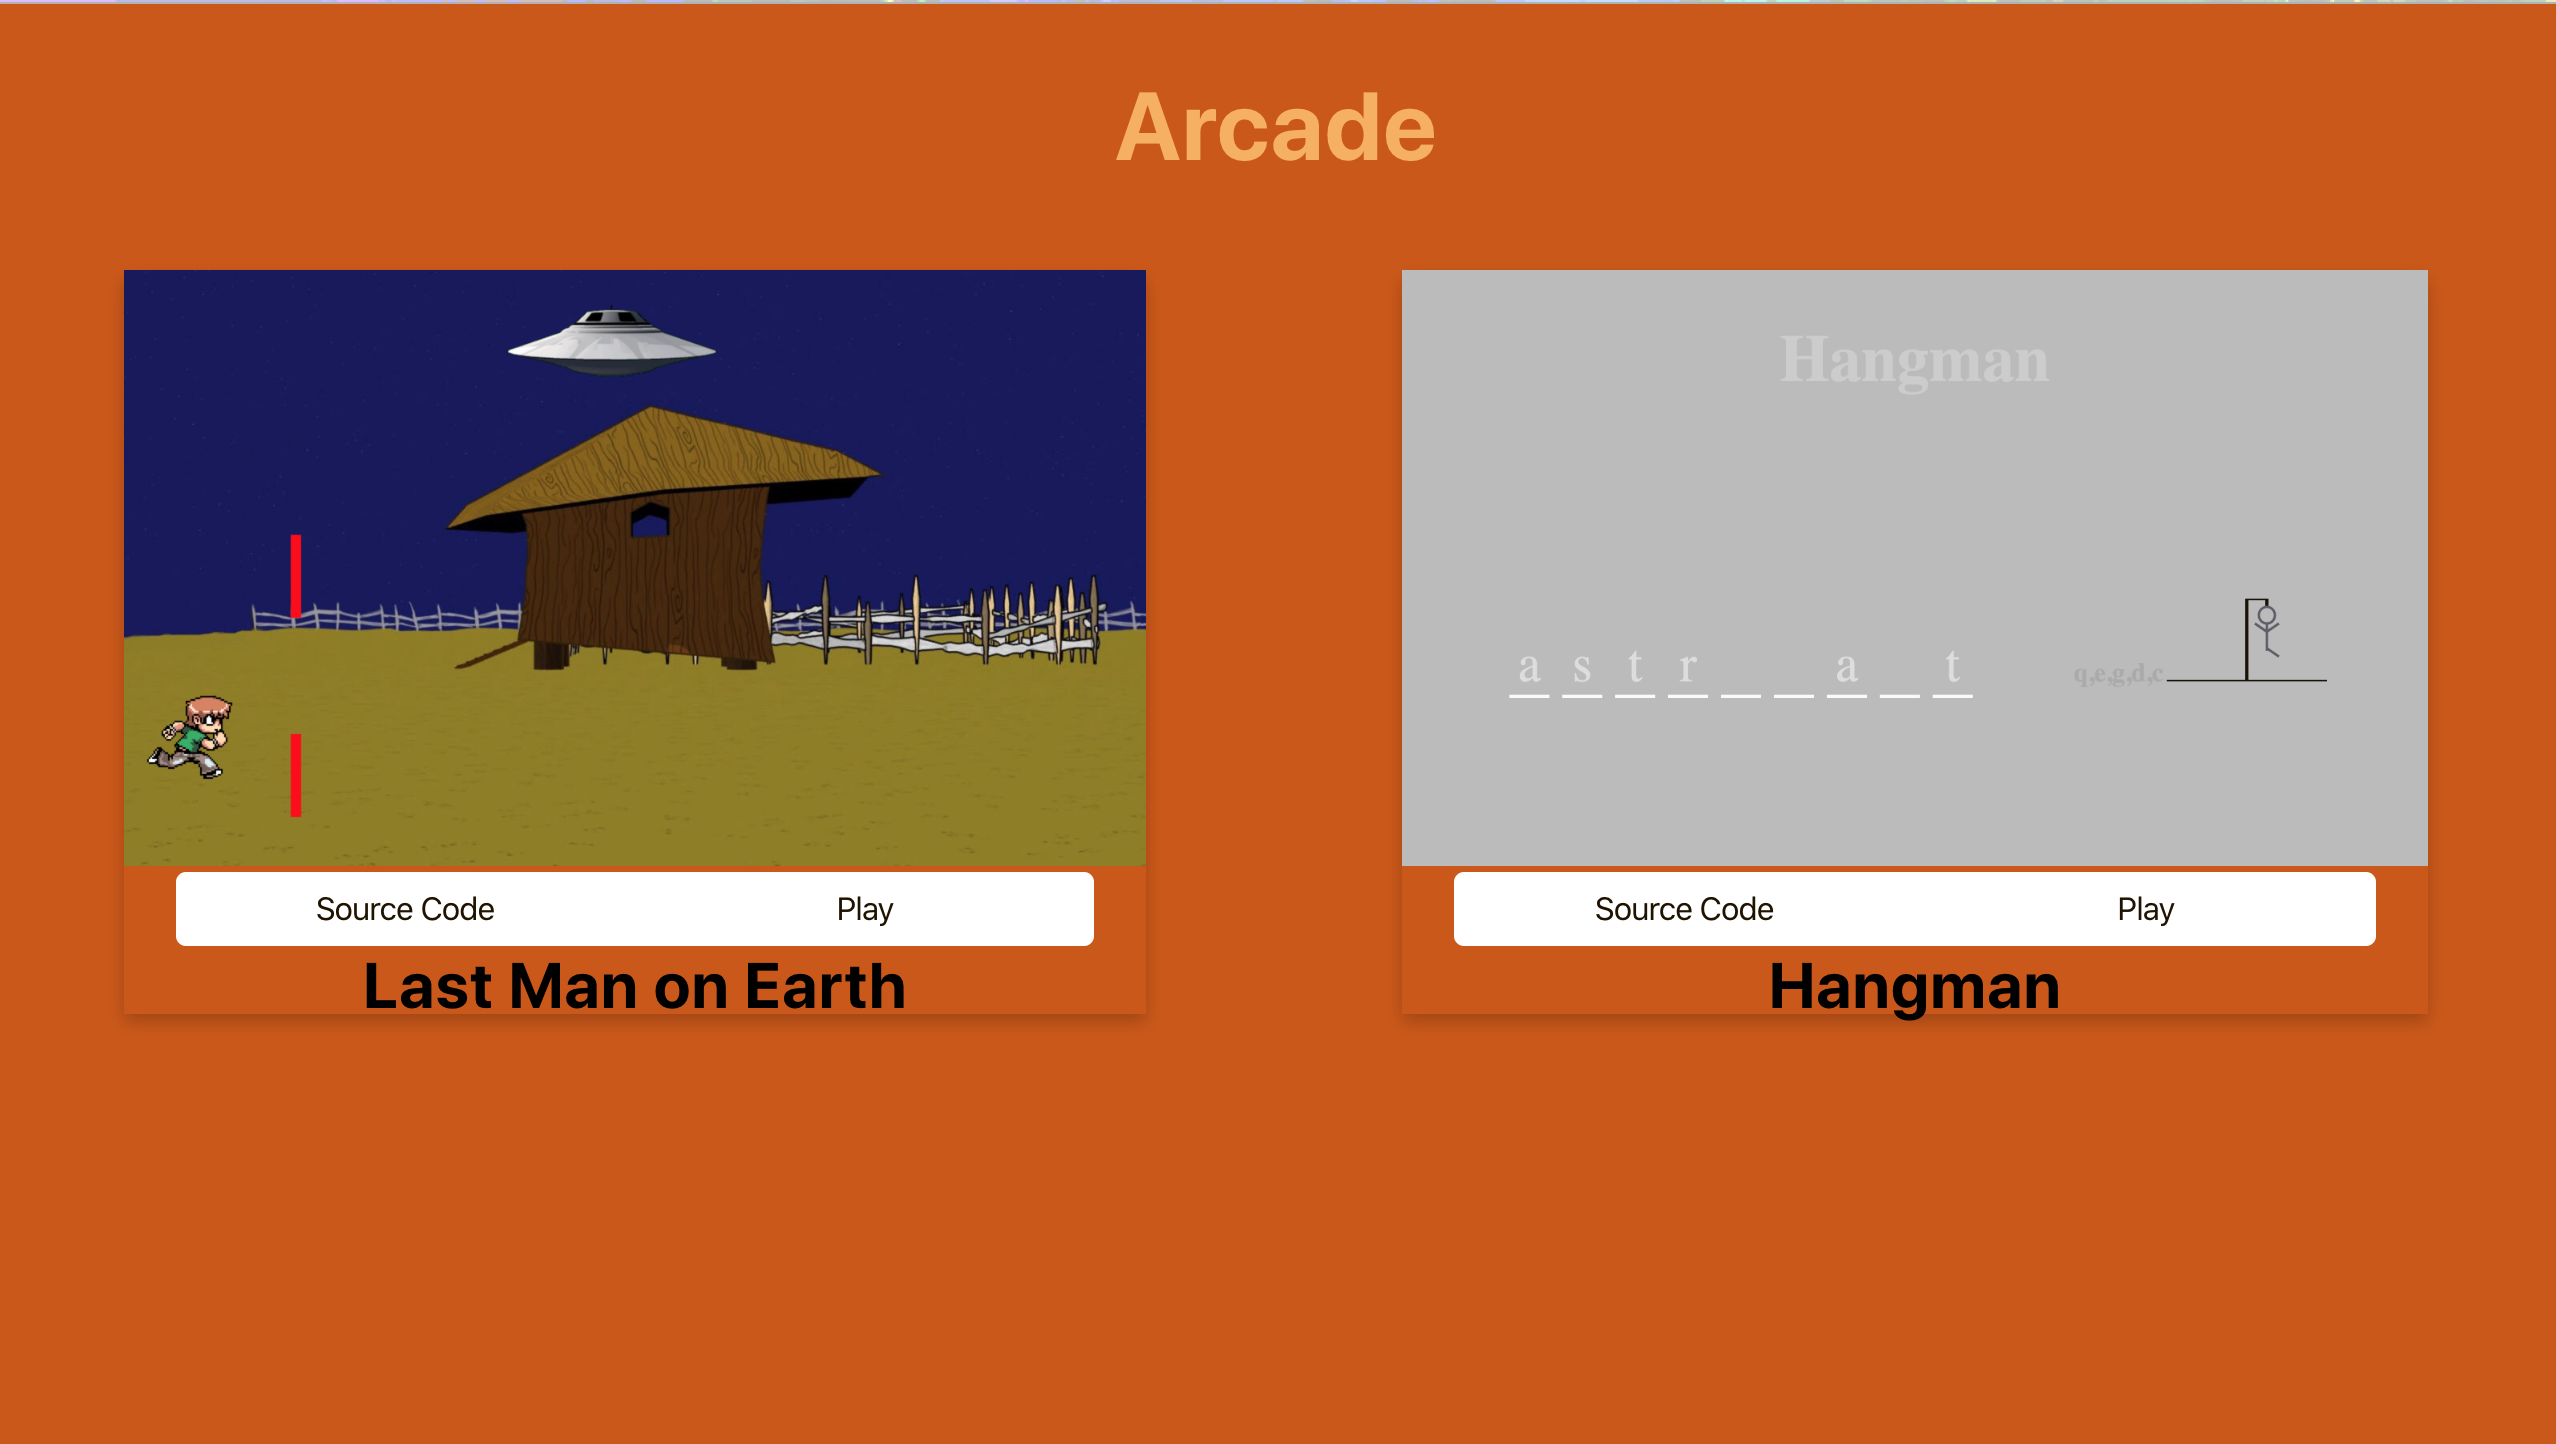 Arcade
Hangman
a s t r _ _ a _ t
q,e,g,d,c
Source Code
Play
Last Man on Earth
Source Code
Play
Hangman